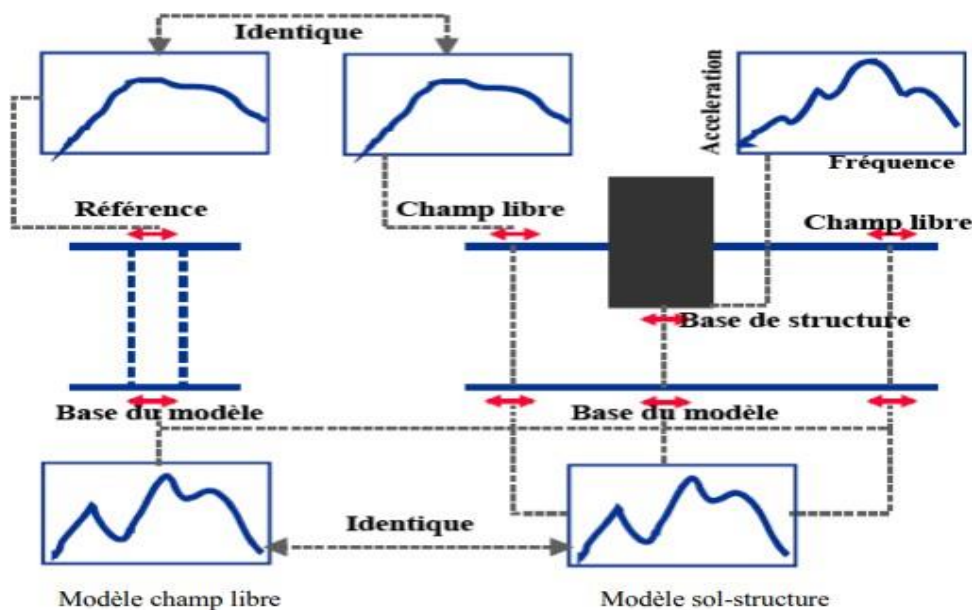 Identique
Acceleration
Fréquence
Référence
Champ libre
Champ libre
Base de structure
Base du modèle
Base du modèle
Identique
Modèle champ libre
Modèle sol-structure